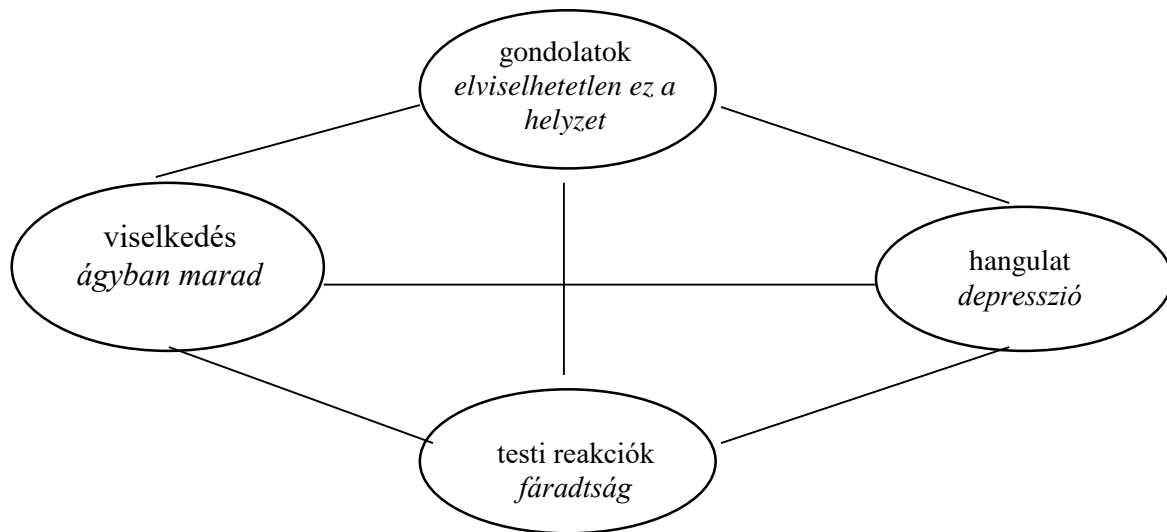 gondolatok
elviselhetetlen ez a
helyzet
viselkedés
ágyban marad
hangulat
depresszió
testi reakciók
fáradtság